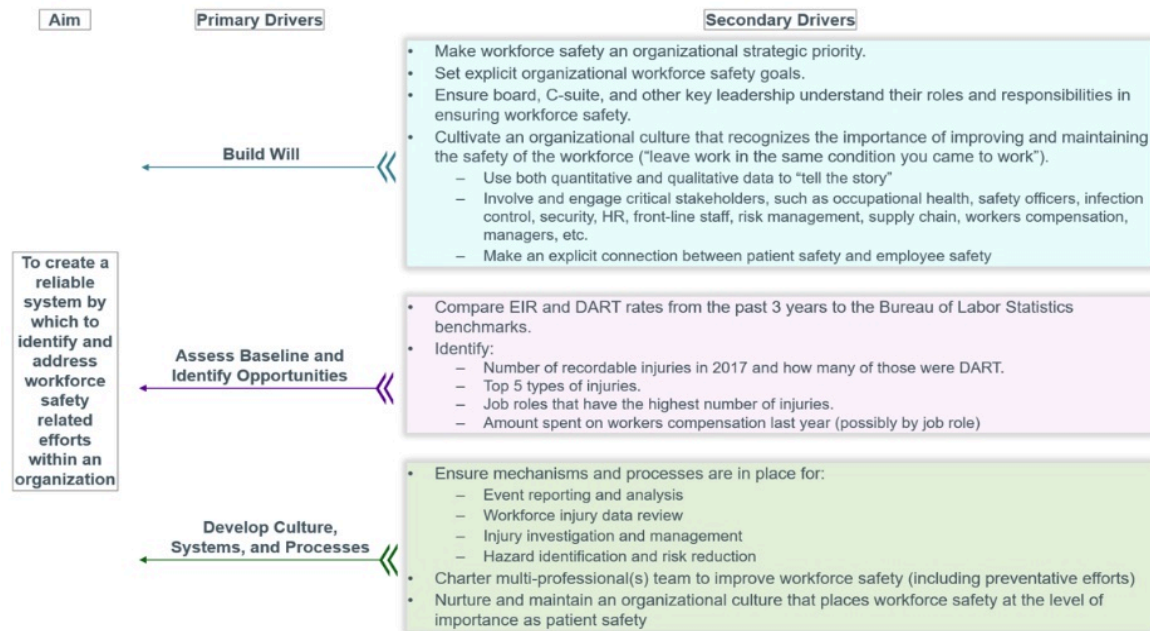 Aim
Primary Drivers
Secondary Drivers
• Make workforce safety an organizational strategic priority.
• Set explicit organizational workforce safety goals.
• Ensure board, C-suite, and other key leadership understand their roles and responsibilities in
ensuring workforce safety.
• Cultivate an organizational culture that recognizes the importance of improving and maintaining
the safety of the workforce (“leave work in the same condition you came to work”).
– Use both quantitative and qualitative data to “tell the story”
– Involve and engage critical stakeholders, such as occupational health, safety officers, infection
control, security, HR, front-line staff, risk management, supply chain, workers compensation,
managers, etc.
– Make an explicit connection between patient safety and employee safety
Build Will
To create a
reliable
system by
which to
identify and
address
workforce
safety
related
efforts
within an
organization
Assess Baseline and
Identify Opportunities
• Compare EIR and DART rates from the past 3 years to the Bureau of Labor Statistics
benchmarks.
• Identify:
– Number of recordable injuries in 2017 and how many of those were DART.
– Top 5 types of injuries.
– Job roles that have the highest number of injuries.
– Amount spent on workers compensation last year (possibly by job role)
Develop Culture,
Systems, and Processes
• Ensure mechanisms and processes are in place for:
– Event reporting and analysis
– Workforce injury data review
– Injury investigation and management
– Hazard identification and risk reduction
• Charter multi-professional(s) team to improve workforce safety (including preventative efforts)
• Nurture and maintain an organizational culture that places workforce safety at the level of
importance as patient safety